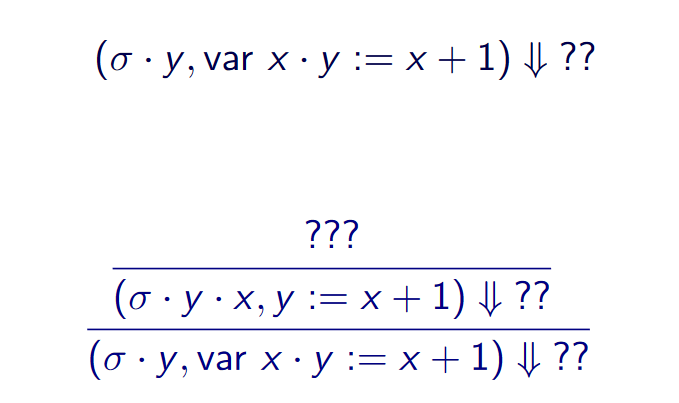 (σ · y, var x · y := x + 1) ⇓ ??
???
(σ · y · x, y := x + 1) ⇓ ??
(σ · y, var x · y := x + 1) ⇓ ??